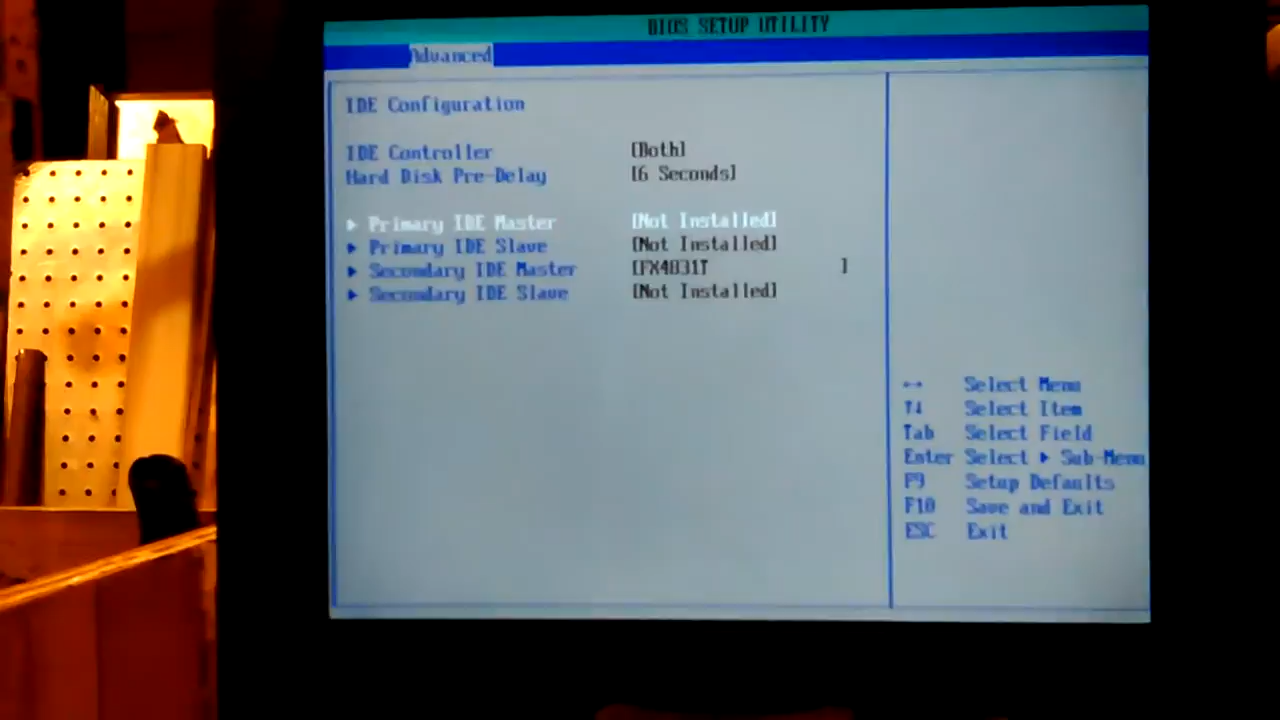 BIOS SETUP UTILITY
Advanced
IDE Configuration
IDE Controller [Both]
Hard Disk Pre-Delay [6 Seconds]
▶ Primary IDE Master [Not Installed]
▶ Primary IDE Slave [Not Installed]
▶ Secondary IDE Master [FX4831T ]
▶ Secondary IDE Slave [Not Installed]
↔ Select Menu
↑↓ Select Item
Tab Select Field
Enter Select ▶ Sub-Menu
F9 Setup Defaults
F10 Save and Exit
ESC Exit